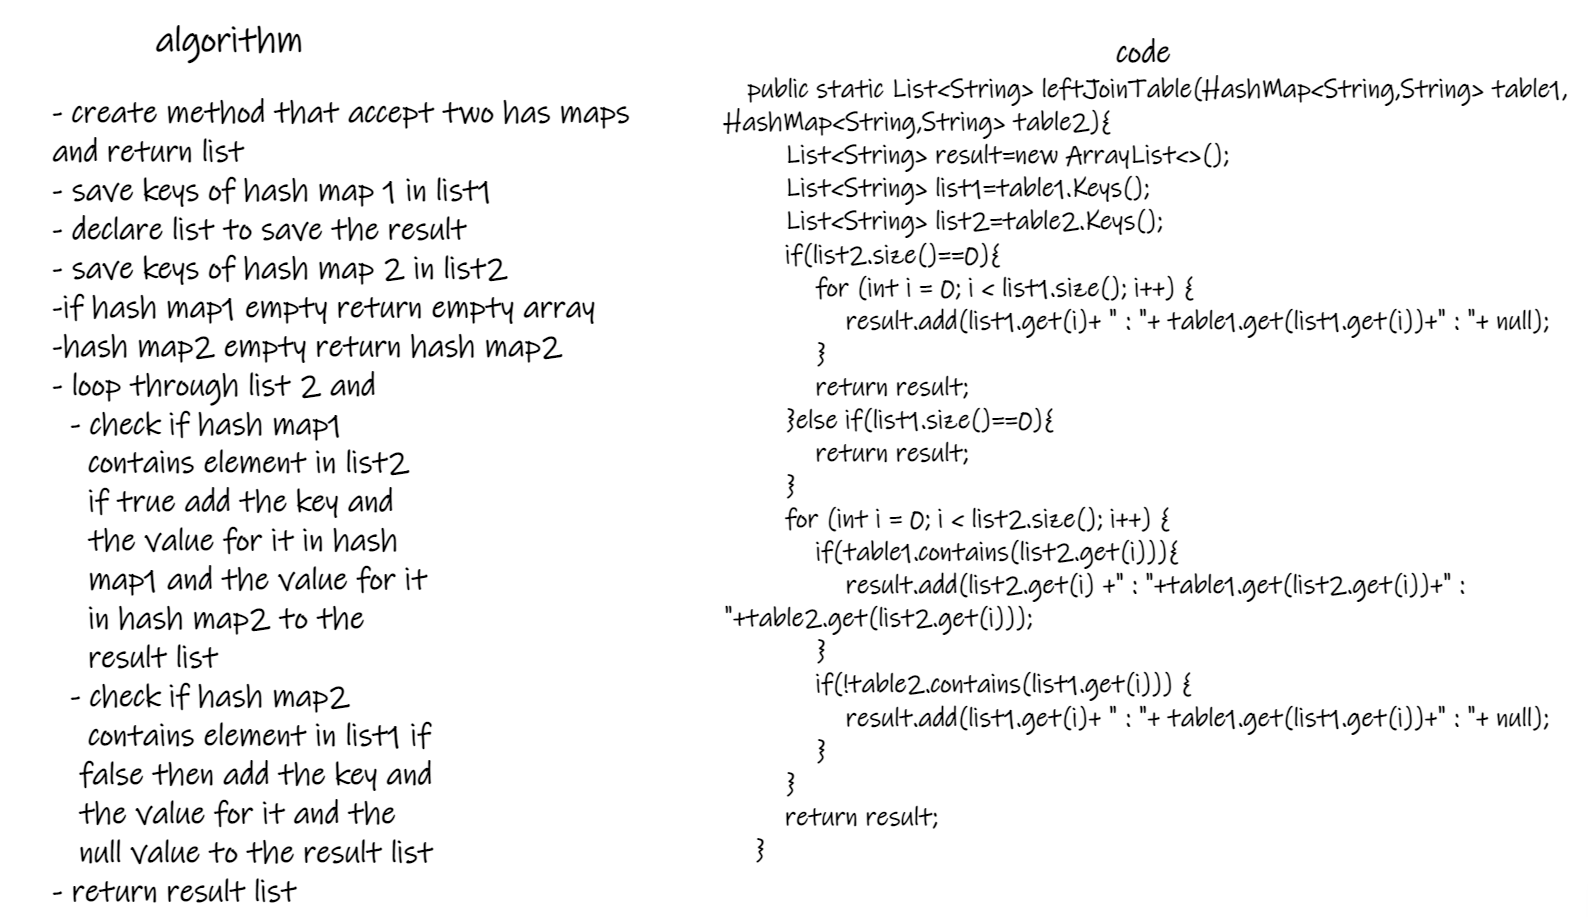 algorithm
- create method that accept two has maps
and return list
- save keys of hash map 1 in list1
- declare list to save the result
- save keys of hash map 2 in list2
-if hash map1 empty return empty array
-hash map2 empty return hash map2
- loop through list 2 and
- check if hash map1
contains element in list2
if true add the key and
the value for it in hash
map1 and the value for it
in hash map2 to the
result list
- check if hash map2
contains element in list1 if
false then add the key and
the value for it and the
null value to the result list
- return result list
code
public static List<String> leftJoinTable(HashMap<String,String> table1,
HashMap<String,String> table2){
List<String> result=new ArrayList<>();
List<String> list1=table1.Keys();
List<String> list2=table2.Keys();
if(list2.size()==0){
for (int i = 0; i < list1.size(); i++) {
result.add(list1.get(i)+ " : "+ table1.get(list1.get(i))+" : "+ null);
}
return result;
}else if(list1.size()==0){
return result;
}
for (int i = 0; i < list2.size(); i++) {
if(table1.contains(list2.get(i))){
result.add(list2.get(i) +" : "+table1.get(list2.get(i))+" :
"+table2.get(list2.get(i)));
}
if(!table2.contains(list1.get(i))) {
result.add(list1.get(i)+ " : "+ table1.get(list1.get(i))+" : "+ null);
}
}
return result;
}